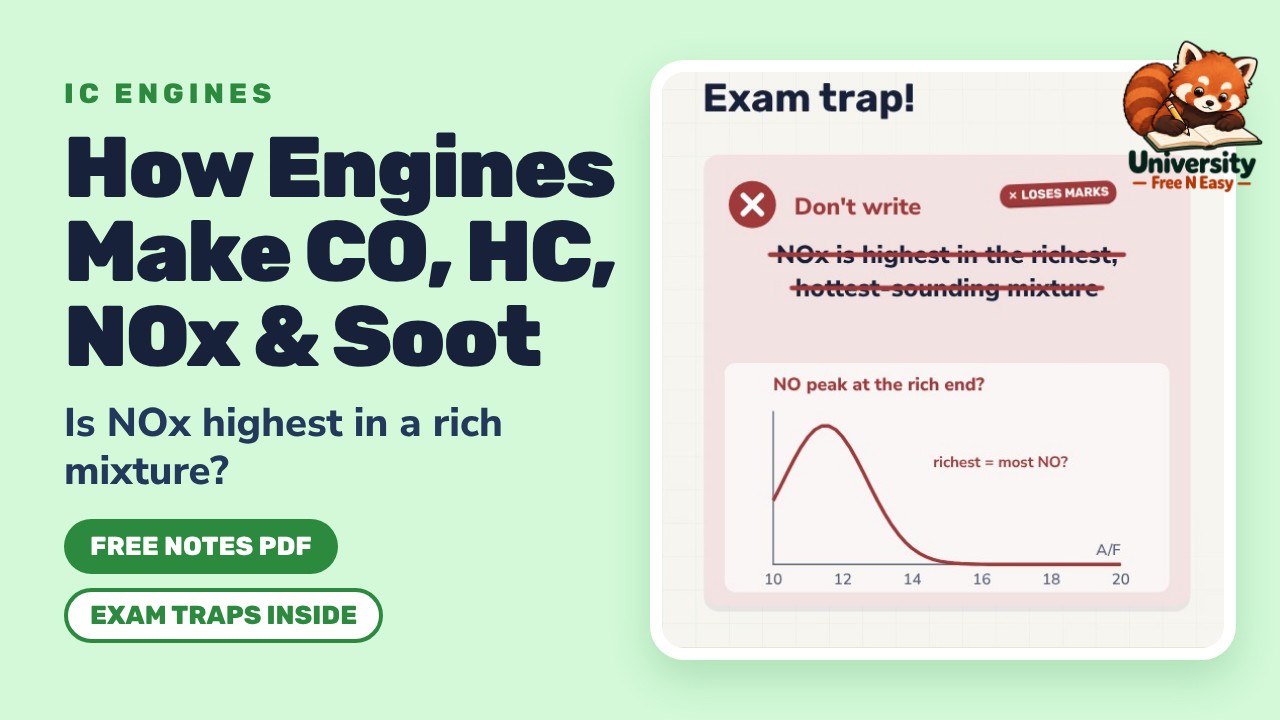 IC ENGINES
How Engines
Make CO, HC,
NOx & Soot
Is NOx highest in a rich
mixture?
FREE NOTES PDF
EXAM TRAPS INSIDE
Exam trap!
Don't write
× LOSES MARKS
NOx is highest in the richest,
hottest-sounding mixture
NO peak at the rich end?
richest = most NO?
A/F
10 12 14 16 18 20
University
Free N Easy